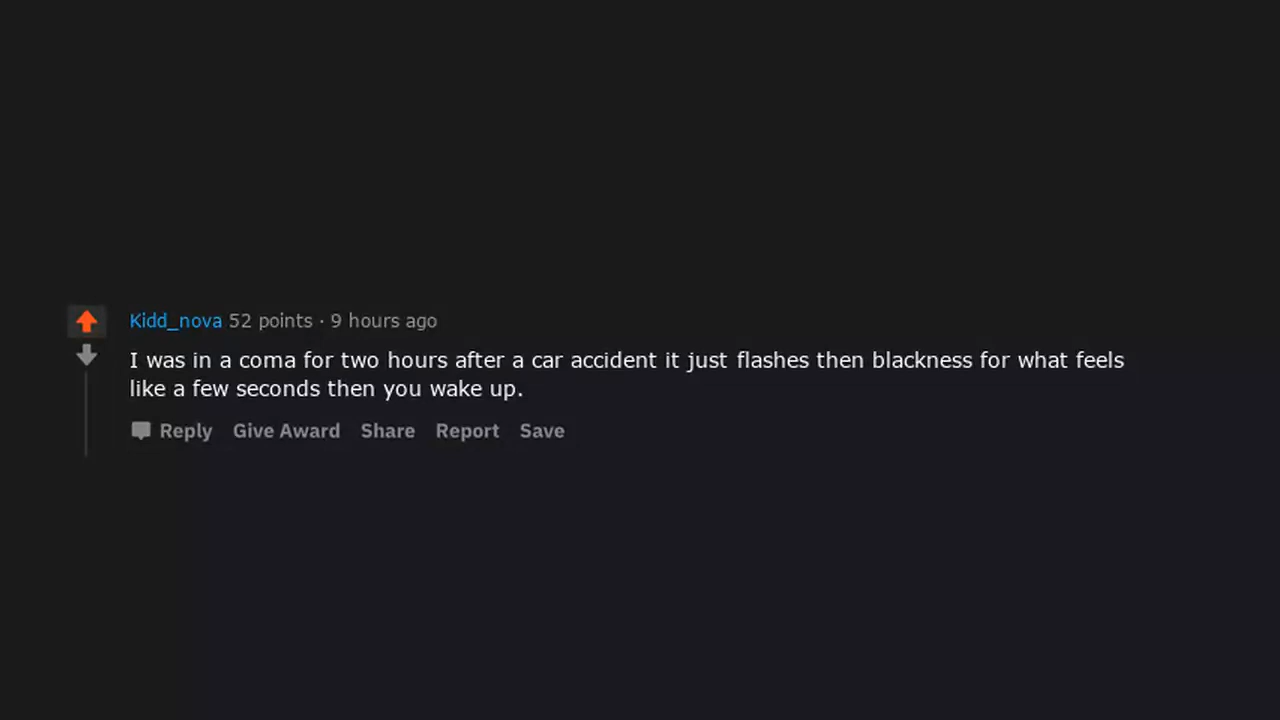 Kidd_nova 52 points · 9 hours ago
I was in a coma for two hours after a car accident it just flashes then blackness for what feels
like a few seconds then you wake up.
Reply Give Award Share Report Save